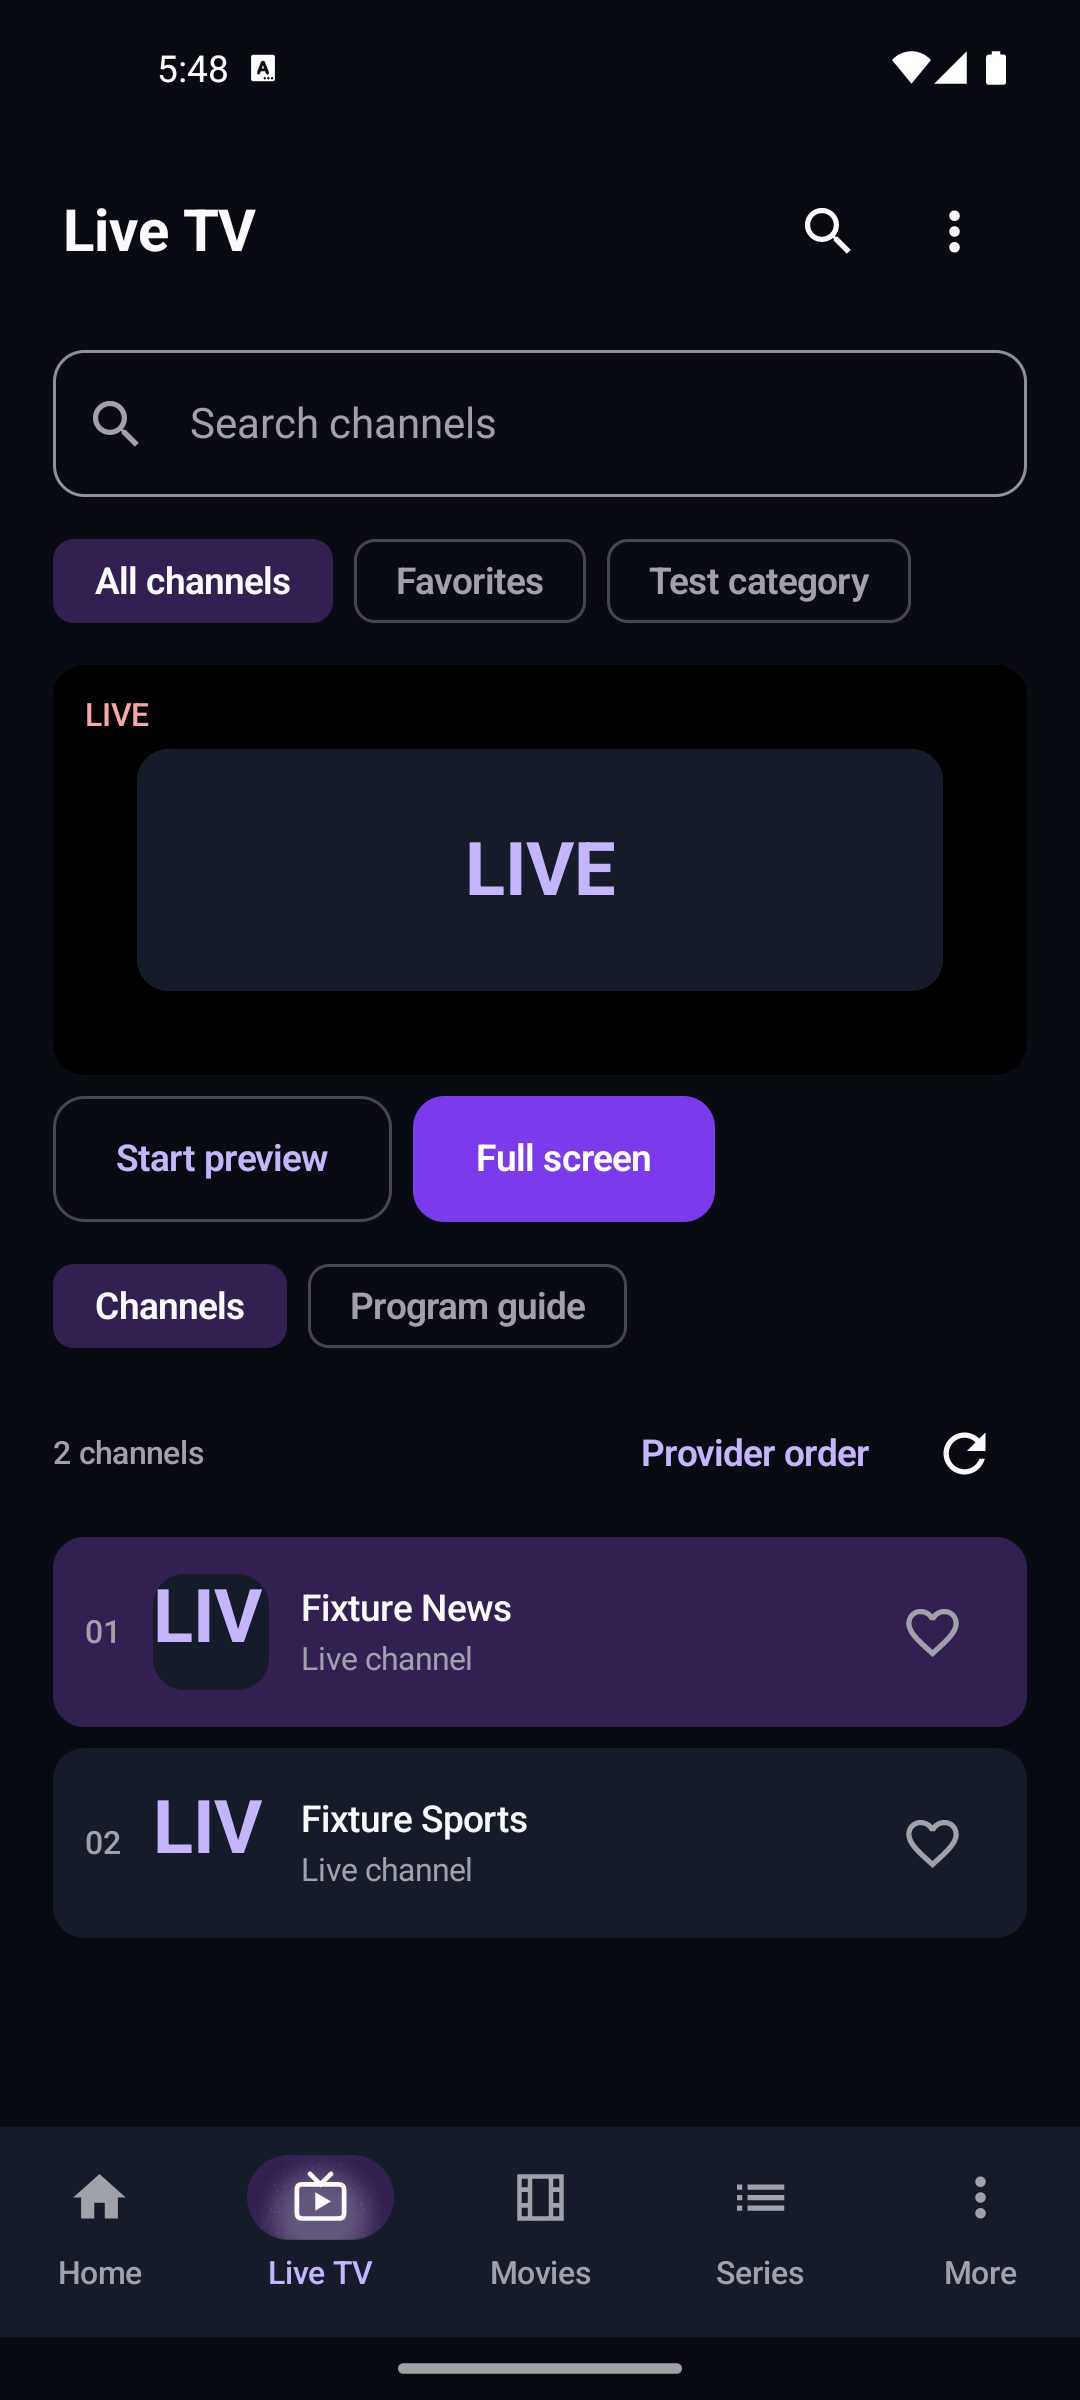 5:48
Live TV
Search channels
All channels Favorites Test category
LIVE
LIVE
Start preview Full screen
Channels Program guide
2 channels Provider order
01 LIV Fixture News
Live channel
02 LIV Fixture Sports
Live channel
Home Live TV Movies Series More